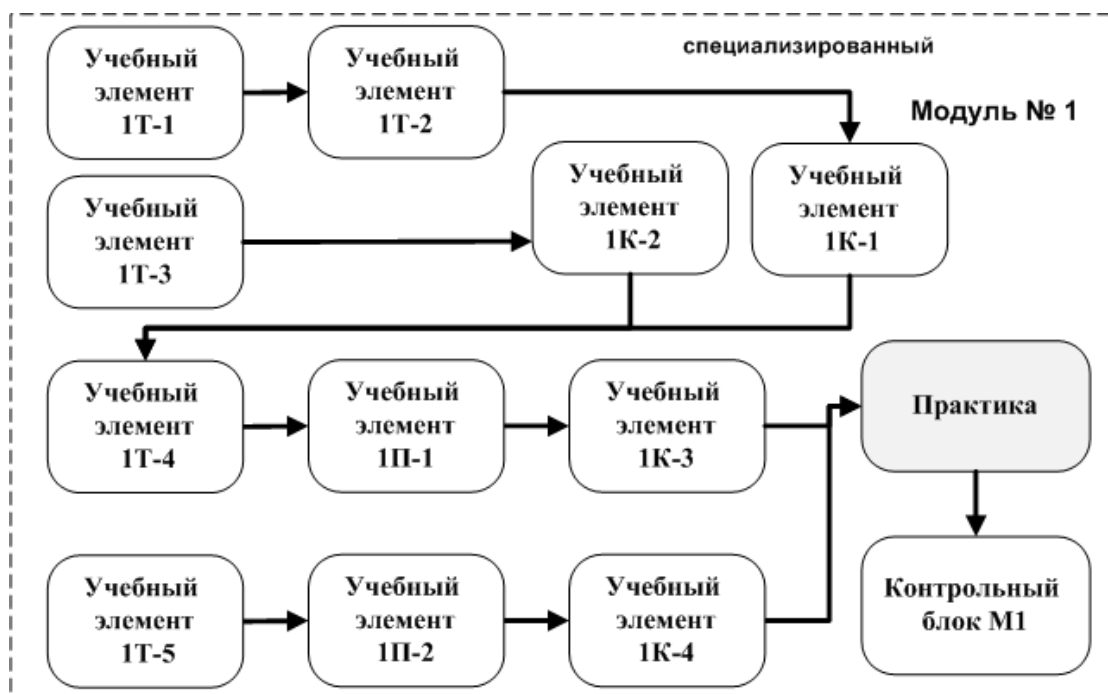 Учебный
элемент
1Т-1
Учебный
элемент
1Т-2
специализированный
Модуль № 1
Учебный
элемент
1Т-3
Учебный
элемент
1К-2
Учебный
элемент
1К-1
Учебный
элемент
1Т-4
Учебный
элемент
1П-1
Учебный
элемент
1К-3
Практика
Учебный
элемент
1Т-5
Учебный
элемент
1П-2
Учебный
элемент
1К-4
Контрольный
блок М1